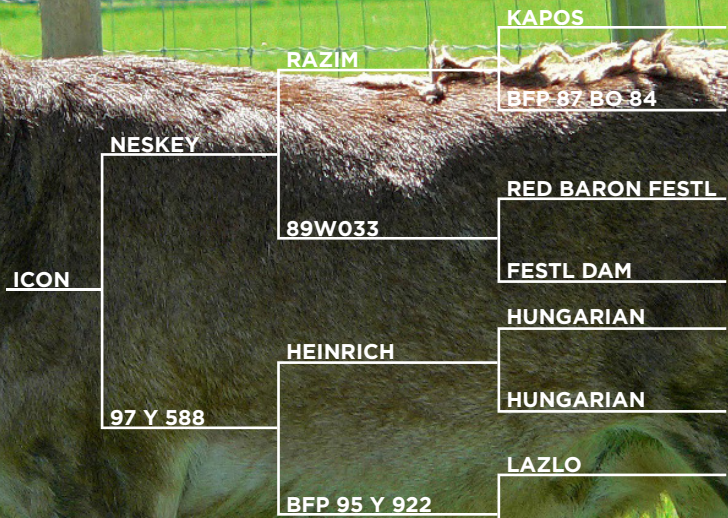 KAPOS
RAZIM
BFP 87 BO 84
NESKEY
RED BARON FESTL
89W033
FESTL DAM
ICON
HUNGARIAN
HEINRICH
HUNGARIAN
97 Y 588
LAZLO
BFP 95 Y 922